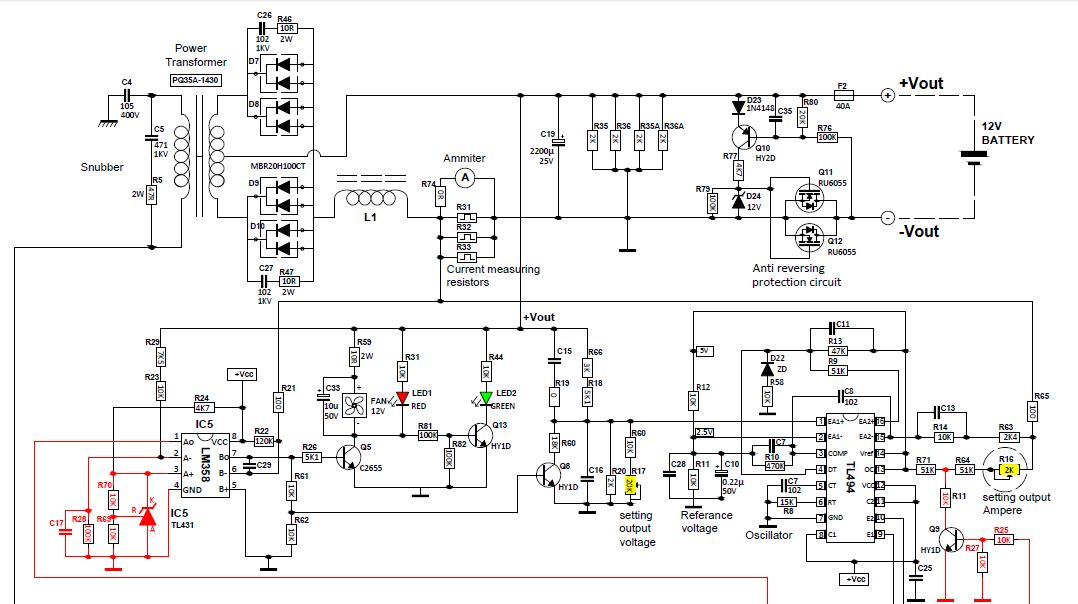 C26
R46
10R
102
1KV
2W
Power
Transformer
D7
PQ35A-1430
C4
105
400V
D8
C5
471
1KV
Snubber
R5
2W
47R
MBR20H100CT
D9
D10
C27
R47
10R
102
1KV
2W
L1
Ammiter
A
R74
0R
R31
R32
R33
Current measuring
resistors
C19
2200µ
25V
R35
R36
R35A
R36A
2K
2K
2K
2K
D23
1N4148
C35
R80
20K
F2
40A
+Vout
R76
100K
Q10
HY2D
R77
4K7
12V
BATTERY
R79
100K
D24
12V
Q11
RU6055
-Vout
Q12
RU6055
Anti reversing
protection circuit
+Vout
R29
7K5
R23
10K
+Vcc
R24
4K7
IC5
R21
100
R59
10R
2W
C33
10u
50V
FAN
12V
+
-
R31
10K
LED1
RED
R44
10K
LED2
GREEN
C15
R66
3K
R19
0
R18
5K1
1
2
3
4
Ao
A-
A+
GND
LM358
VCC
Bo
B-
B+
8
7
6
5
R22
120K
C29
R26
5K1
Q5
C2655
R81
100K
R82
100K
Q13
HY1D
R61
10K
R62
10K
R70
10K
C17
R28
100K
R69
10K
K
R
A
IC5
TL431
1.8K
R60
Q8
HY1D
C16
R60
10K
R20
2K
R17
20K
setting
output
voltage
5V
R12
10K
2.5V
C28
R11
10K
C10
0.22µ
50V
Referance
voltage
D22
ZD
R58
10K
C11
R13
47K
R9
51K
C8
102
C7
R10
470K
C7
102
15K
R8
Oscillator
1
EA1+
2
EA1-
3
COMP
4
DT
5
CT
6
RT
7
GND
8
C1
TL494
EA2+
16
EA2-
15
Vref
14
OC
13
VCC
12
C2
11
E2
10
E1
9
+Vcc
C25
C13
R14
10K
R63
2K4
R65
100
R71
51K
R64
51K
R16
2K
setting output
Ampere
R11
10K
Q9
HY1D
R25
10K
R27
10K